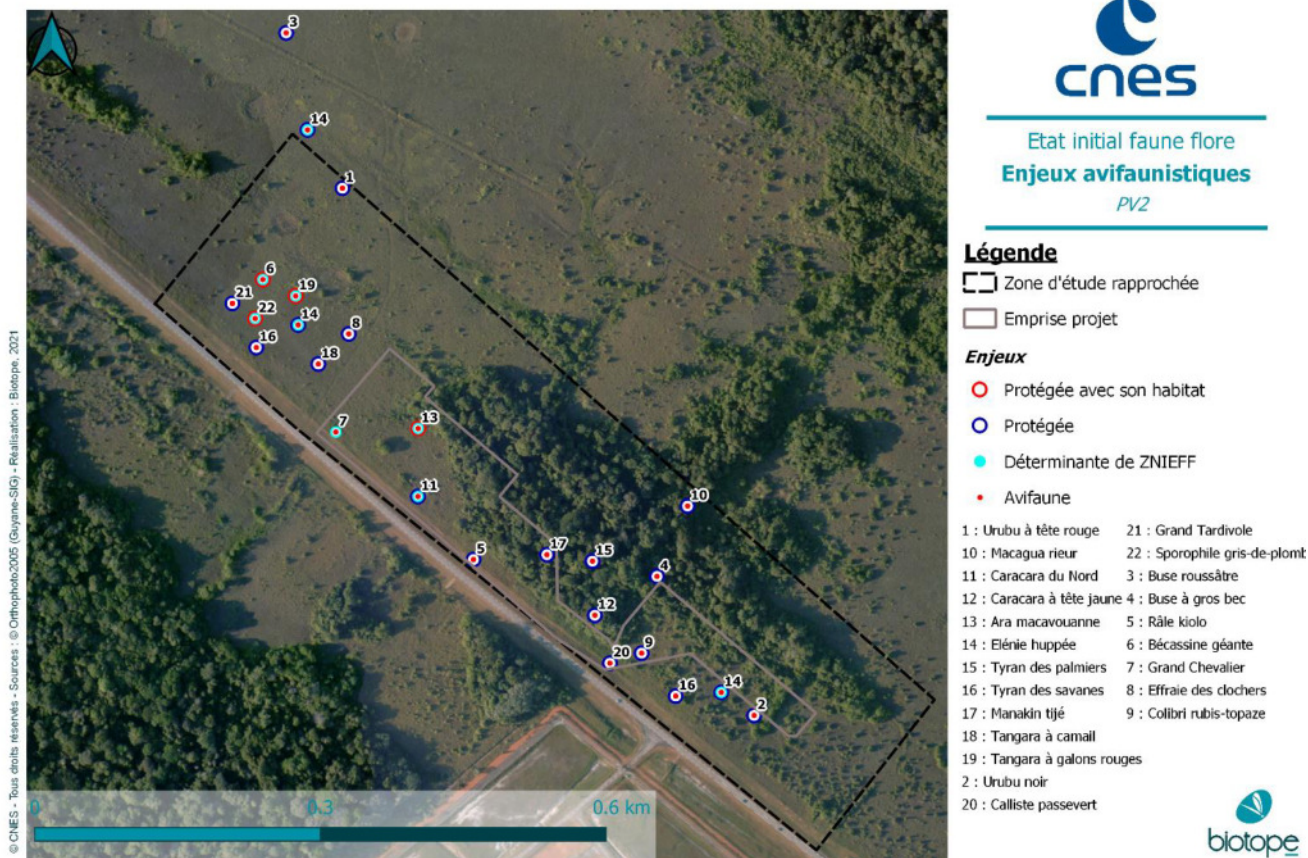 © CNES - Tous droits réservés - Sources : © Orthophoto2005 (Guyane-SIG) - Réalisation : Biotope, 2021
3
14
1
6
19
21
22
14
8
16
18
7
13
11
10
5
17
15
4
12
9
20
16
14
2
0
0.3
0.6 km
cnes
Etat initial faune flore
Enjeux avifaunistiques
PV2
Légende
Zone d'étude rapprochée
Emprise projet
Enjeux
Protégée avec son habitat
Protégée
Déterminante de ZNIEFF
Avifaune
1 : Urubu à tête rouge
10 : Macagua rieur
11 : Caracara du Nord
12 : Caracara à tête jaune
13 : Ara macavouanne
14 : Elénie huppée
15 : Tyran des palmiers
16 : Tyran des savanes
17 : Manakin tijé
18 : Tangara à camail
19 : Tangara à galons rouges
2 : Urubu noir
20 : Calliste passevert
21 : Grand Tardivole
22 : Sporophile gris-de-plomb
3 : Buse roussâtre
4 : Buse à gros bec
5 : Râle kiolo
6 : Bécassine géante
7 : Grand Chevalier
8 : Effraie des clochers
9 : Colibri rubis-topaze
biotope